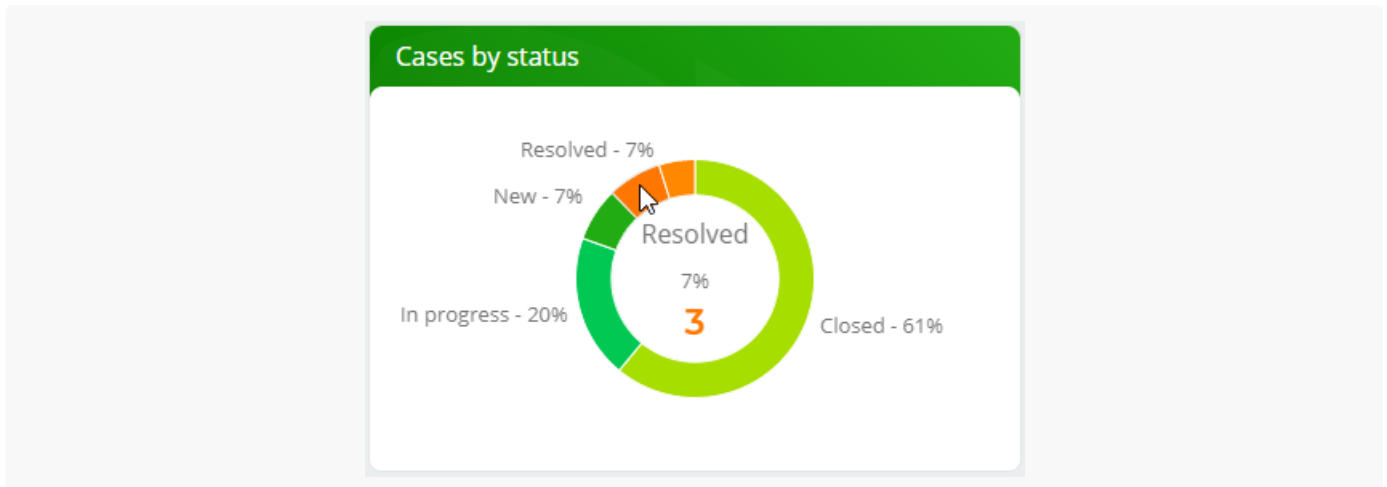 Cases by status
Resolved - 7%
New - 7%
Resolved
7%
In progress - 20%
3
Closed - 61%